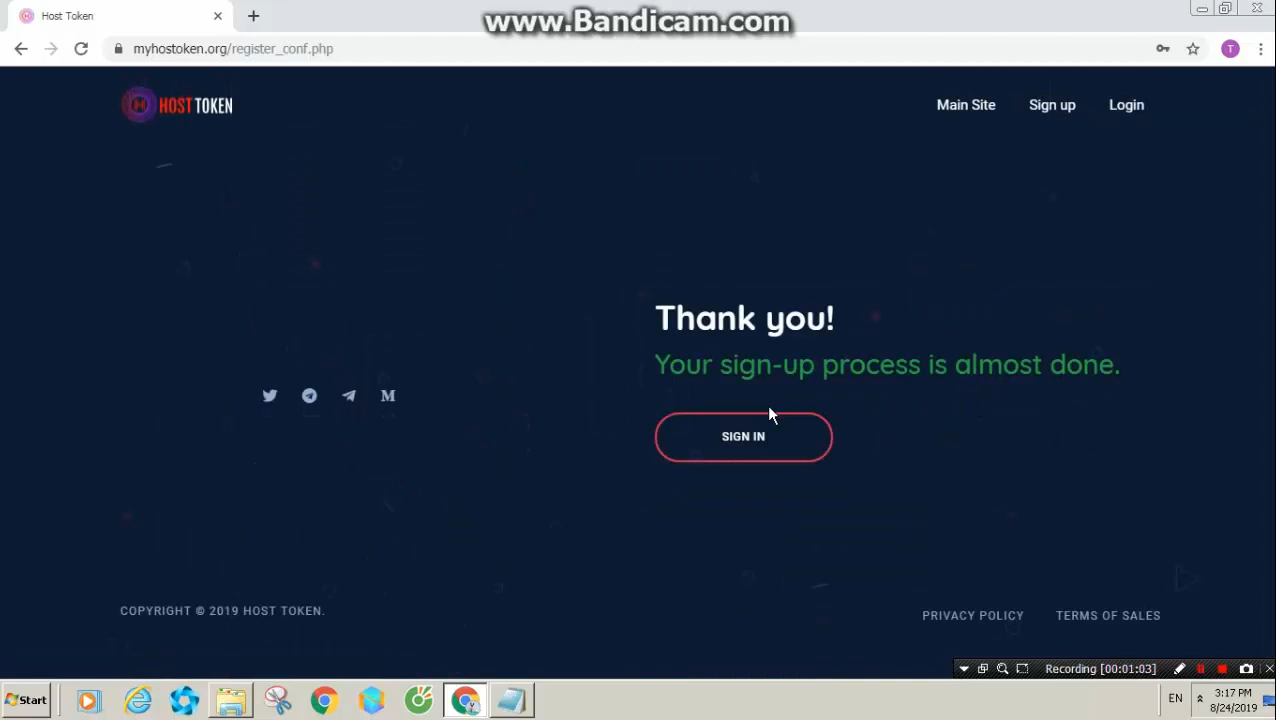 Host Token
www.Bandicam.com
myhostoken.org/register_conf.php
T
HOST TOKEN
Main Site
Sign up
Login
Thank you!
Your sign-up process is almost done.
M
SIGN IN
COPYRIGHT © 2019 HOST TOKEN.
PRIVACY POLICY
TERMS OF SALES
Recording [00:01:03]
Start
EN
3:17 PM
8/24/2019